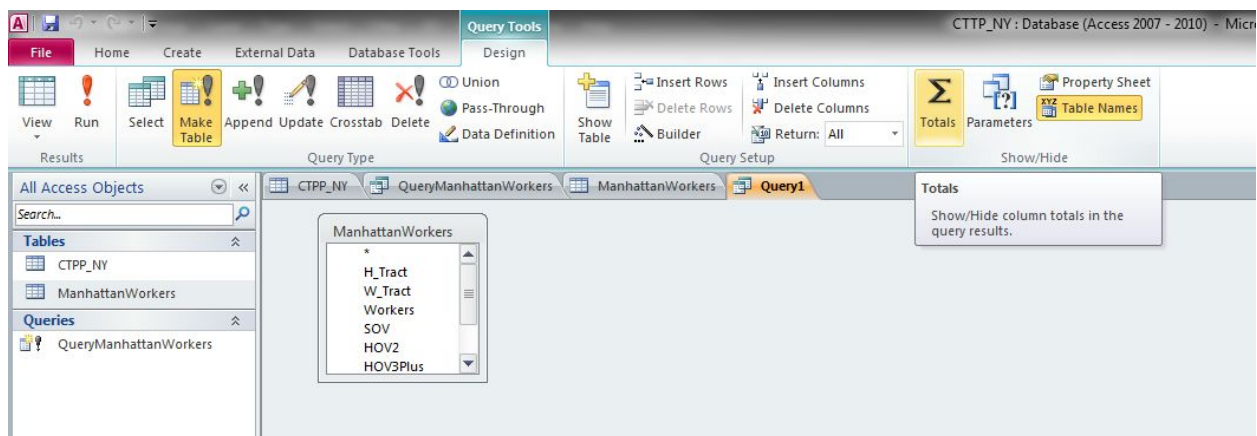 A
Query Tools
CTTP_NY : Database (Access 2007 - 2010) - Micr
File Home Create External Data Database Tools Design
View Run Select Make Table Append Update Crosstab Delete
Union
Pass-Through
Data Definition
Show Table
Insert Rows
Delete Rows
Builder
Insert Columns
Delete Columns
Return: All
Totals Parameters
Property Sheet
XYZ Table Names
Results Query Type Query Setup Show/Hide
All Access Objects
Search...
Tables
CTPP_NY
ManhattanWorkers
Queries
QueryManhattanWorkers
CTPP_NY QueryManhattanWorkers ManhattanWorkers Query1
ManhattanWorkers
*
H_Tract
W_Tract
Workers
SOV
HOV2
HOV3Plus
Totals
Show/Hide column totals in the
query results.